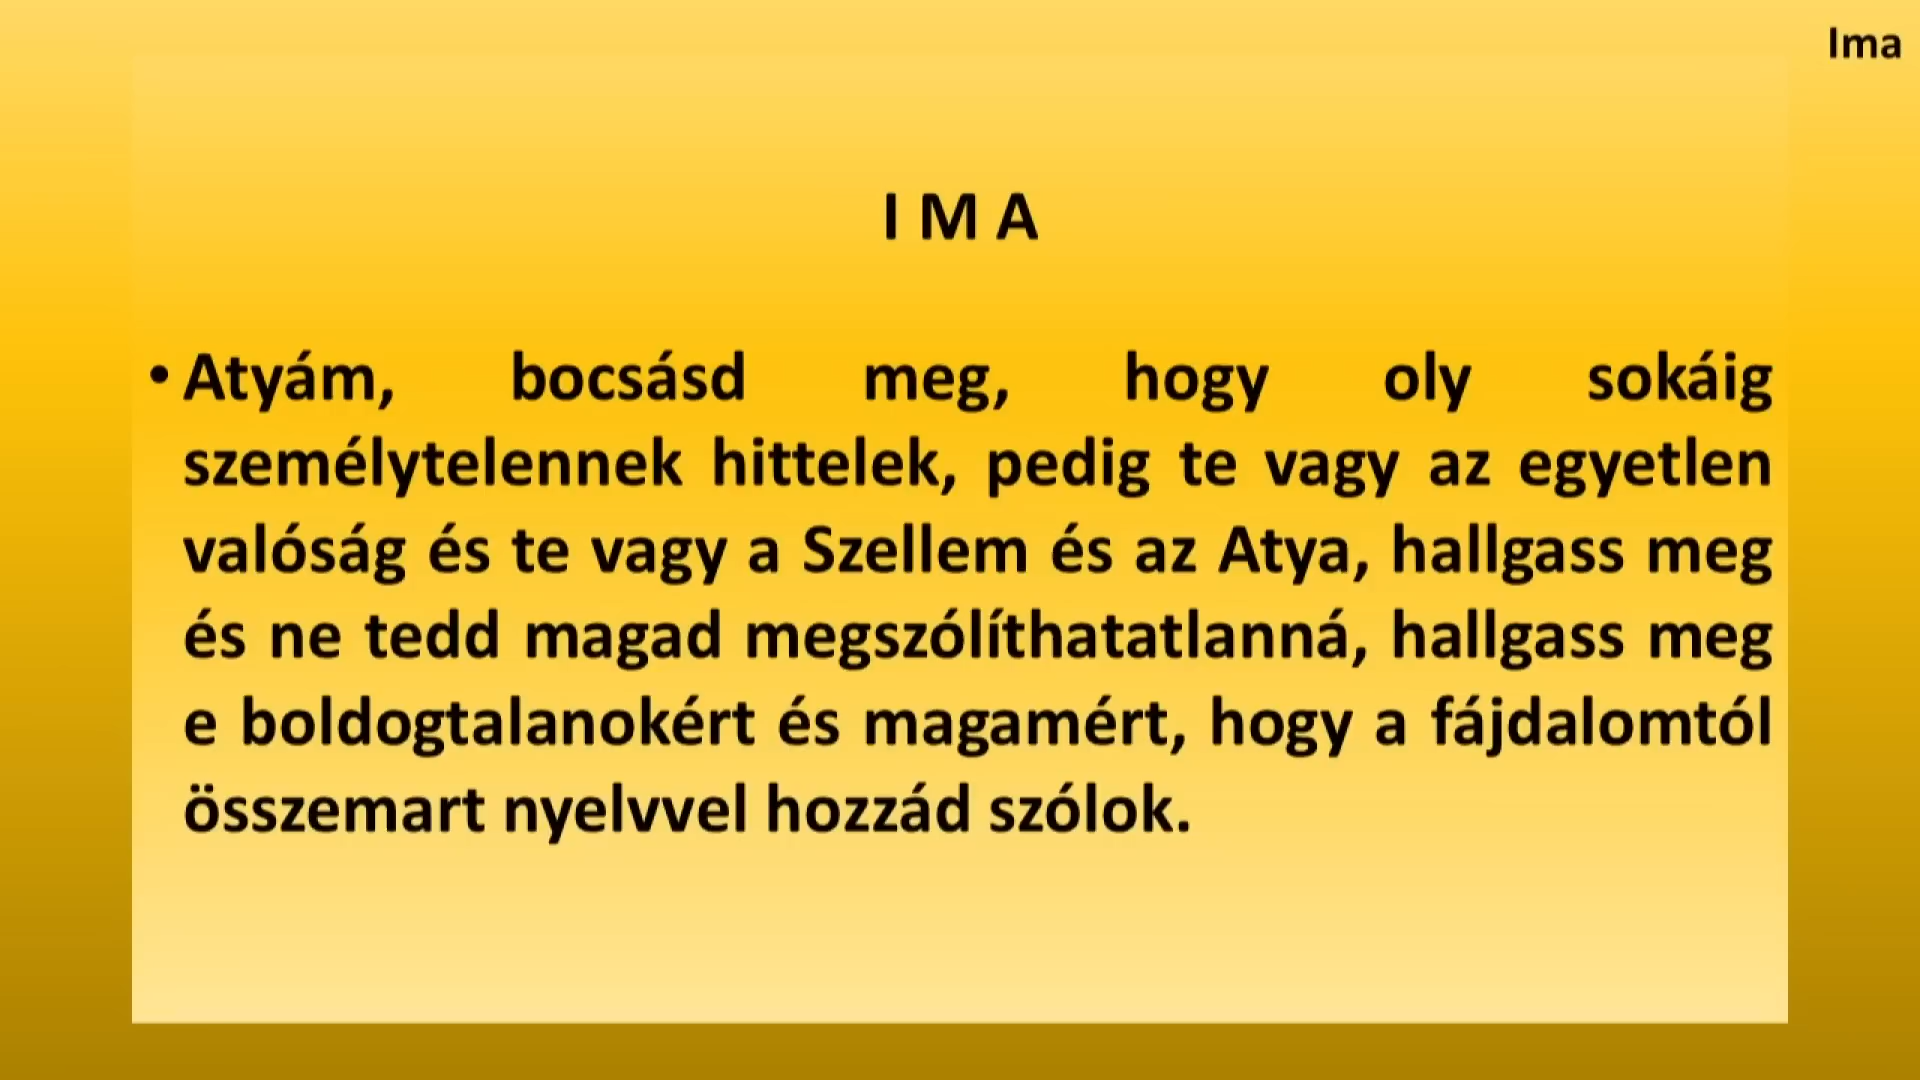 Ima
I M A
• Atyám, bocsásd meg, hogy oly sokáig
személytelennek hittelek, pedig te vagy az egyetlen
valóság és te vagy a Szellem és az Atya, hallgass meg
és ne tedd magad megszólíthatatlanná, hallgass meg
e boldogtalanokért és magamért, hogy a fájdalomtól
összemart nyelvvel hozzád szólok.